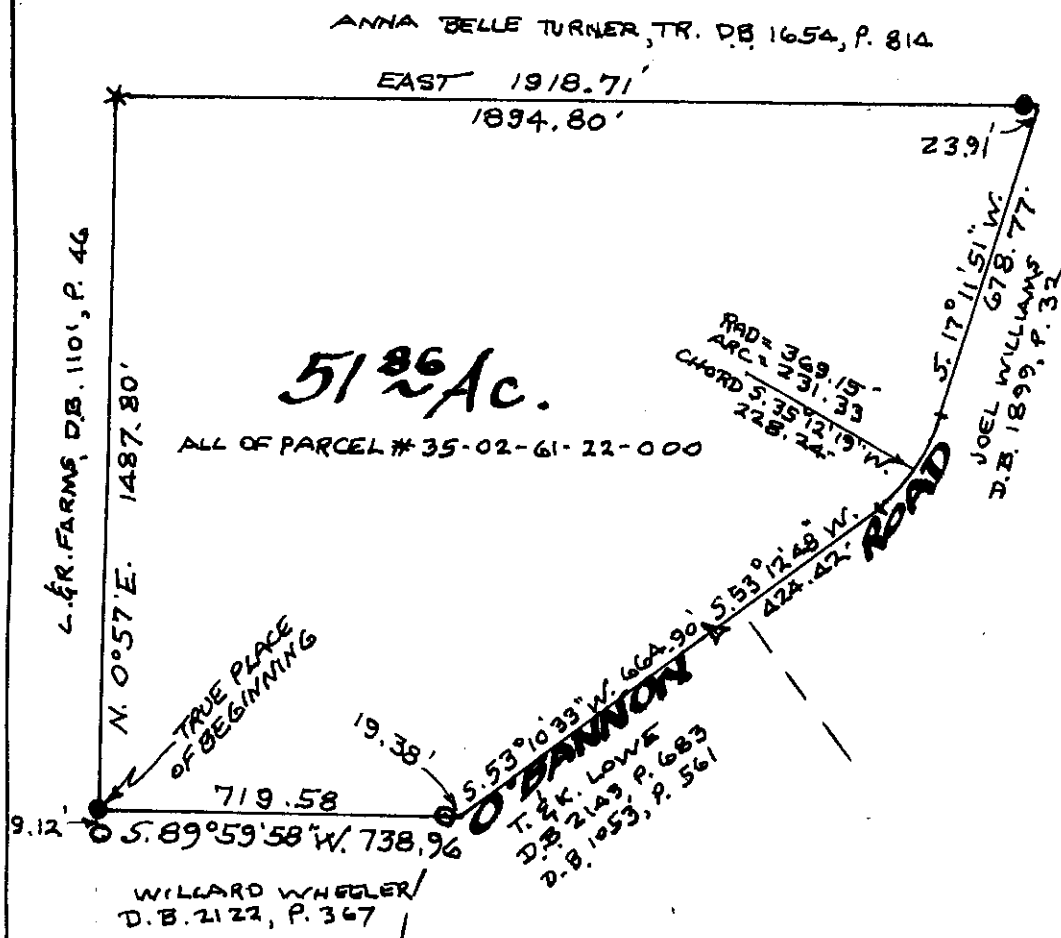 ANNA BELLE TURNER, TR. D.B. 1654, P. 814
EAST 1918.71'
1894.80'
23.91'
S. 17° 11' 51" W.
678.77'
JOEL WILLIAMS
D.B. 1899, P. 32
L.&R. FARMS, D.B. 1101, P. 46
N. 0°57'E. 1487.80'
RAD= 369.15'
ARC= 231.33
CHORD S. 35°12'19" W.
228.24'
51 86 Ac.
ALL OF PARCEL # 35-02-61-22-000
S. 53° 12' 48" W.
424.42'
O'BANNON ROAD
S. 53° 10' 33" W. 664.90'
T. & K. LOWE
D.B. 2143, P. 683
D.B. 1053, P. 561
TRUE PLACE
OF BEGINNING
19.38'
719.58
9.12'
S. 89°59'58" W. 738.96
WILLARD WHEELER
D.B. 2122, P. 367